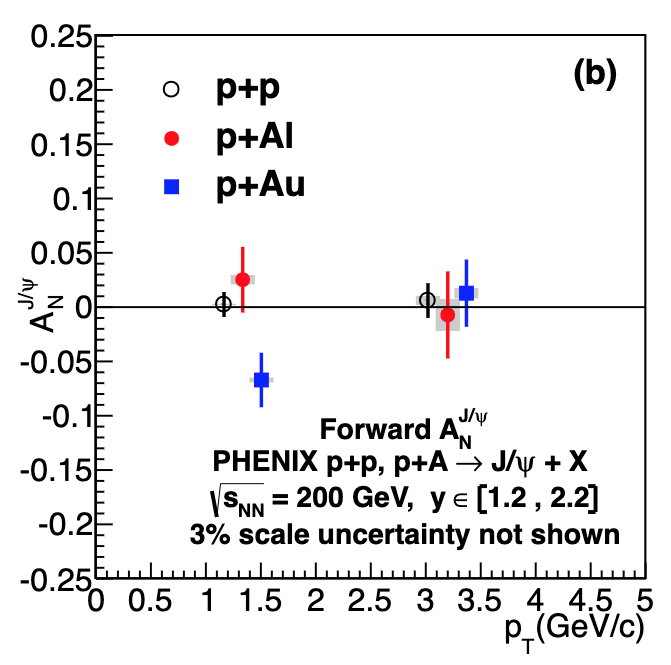 0.25
0.2
0.15
0.1
0.05
0
-0.05
-0.1
-0.15
-0.2
-0.25
A_N^{J/ψ}
(b)
p+p
p+Al
p+Au
Forward A_N^{J/ψ}
PHENIX p+p, p+A → J/ψ + X
√s_{NN} = 200 GeV, y ∈ [1.2 , 2.2]
3% scale uncertainty not shown
0 0.5 1 1.5 2 2.5 3 3.5 4 4.5 5
p_T(GeV/c)